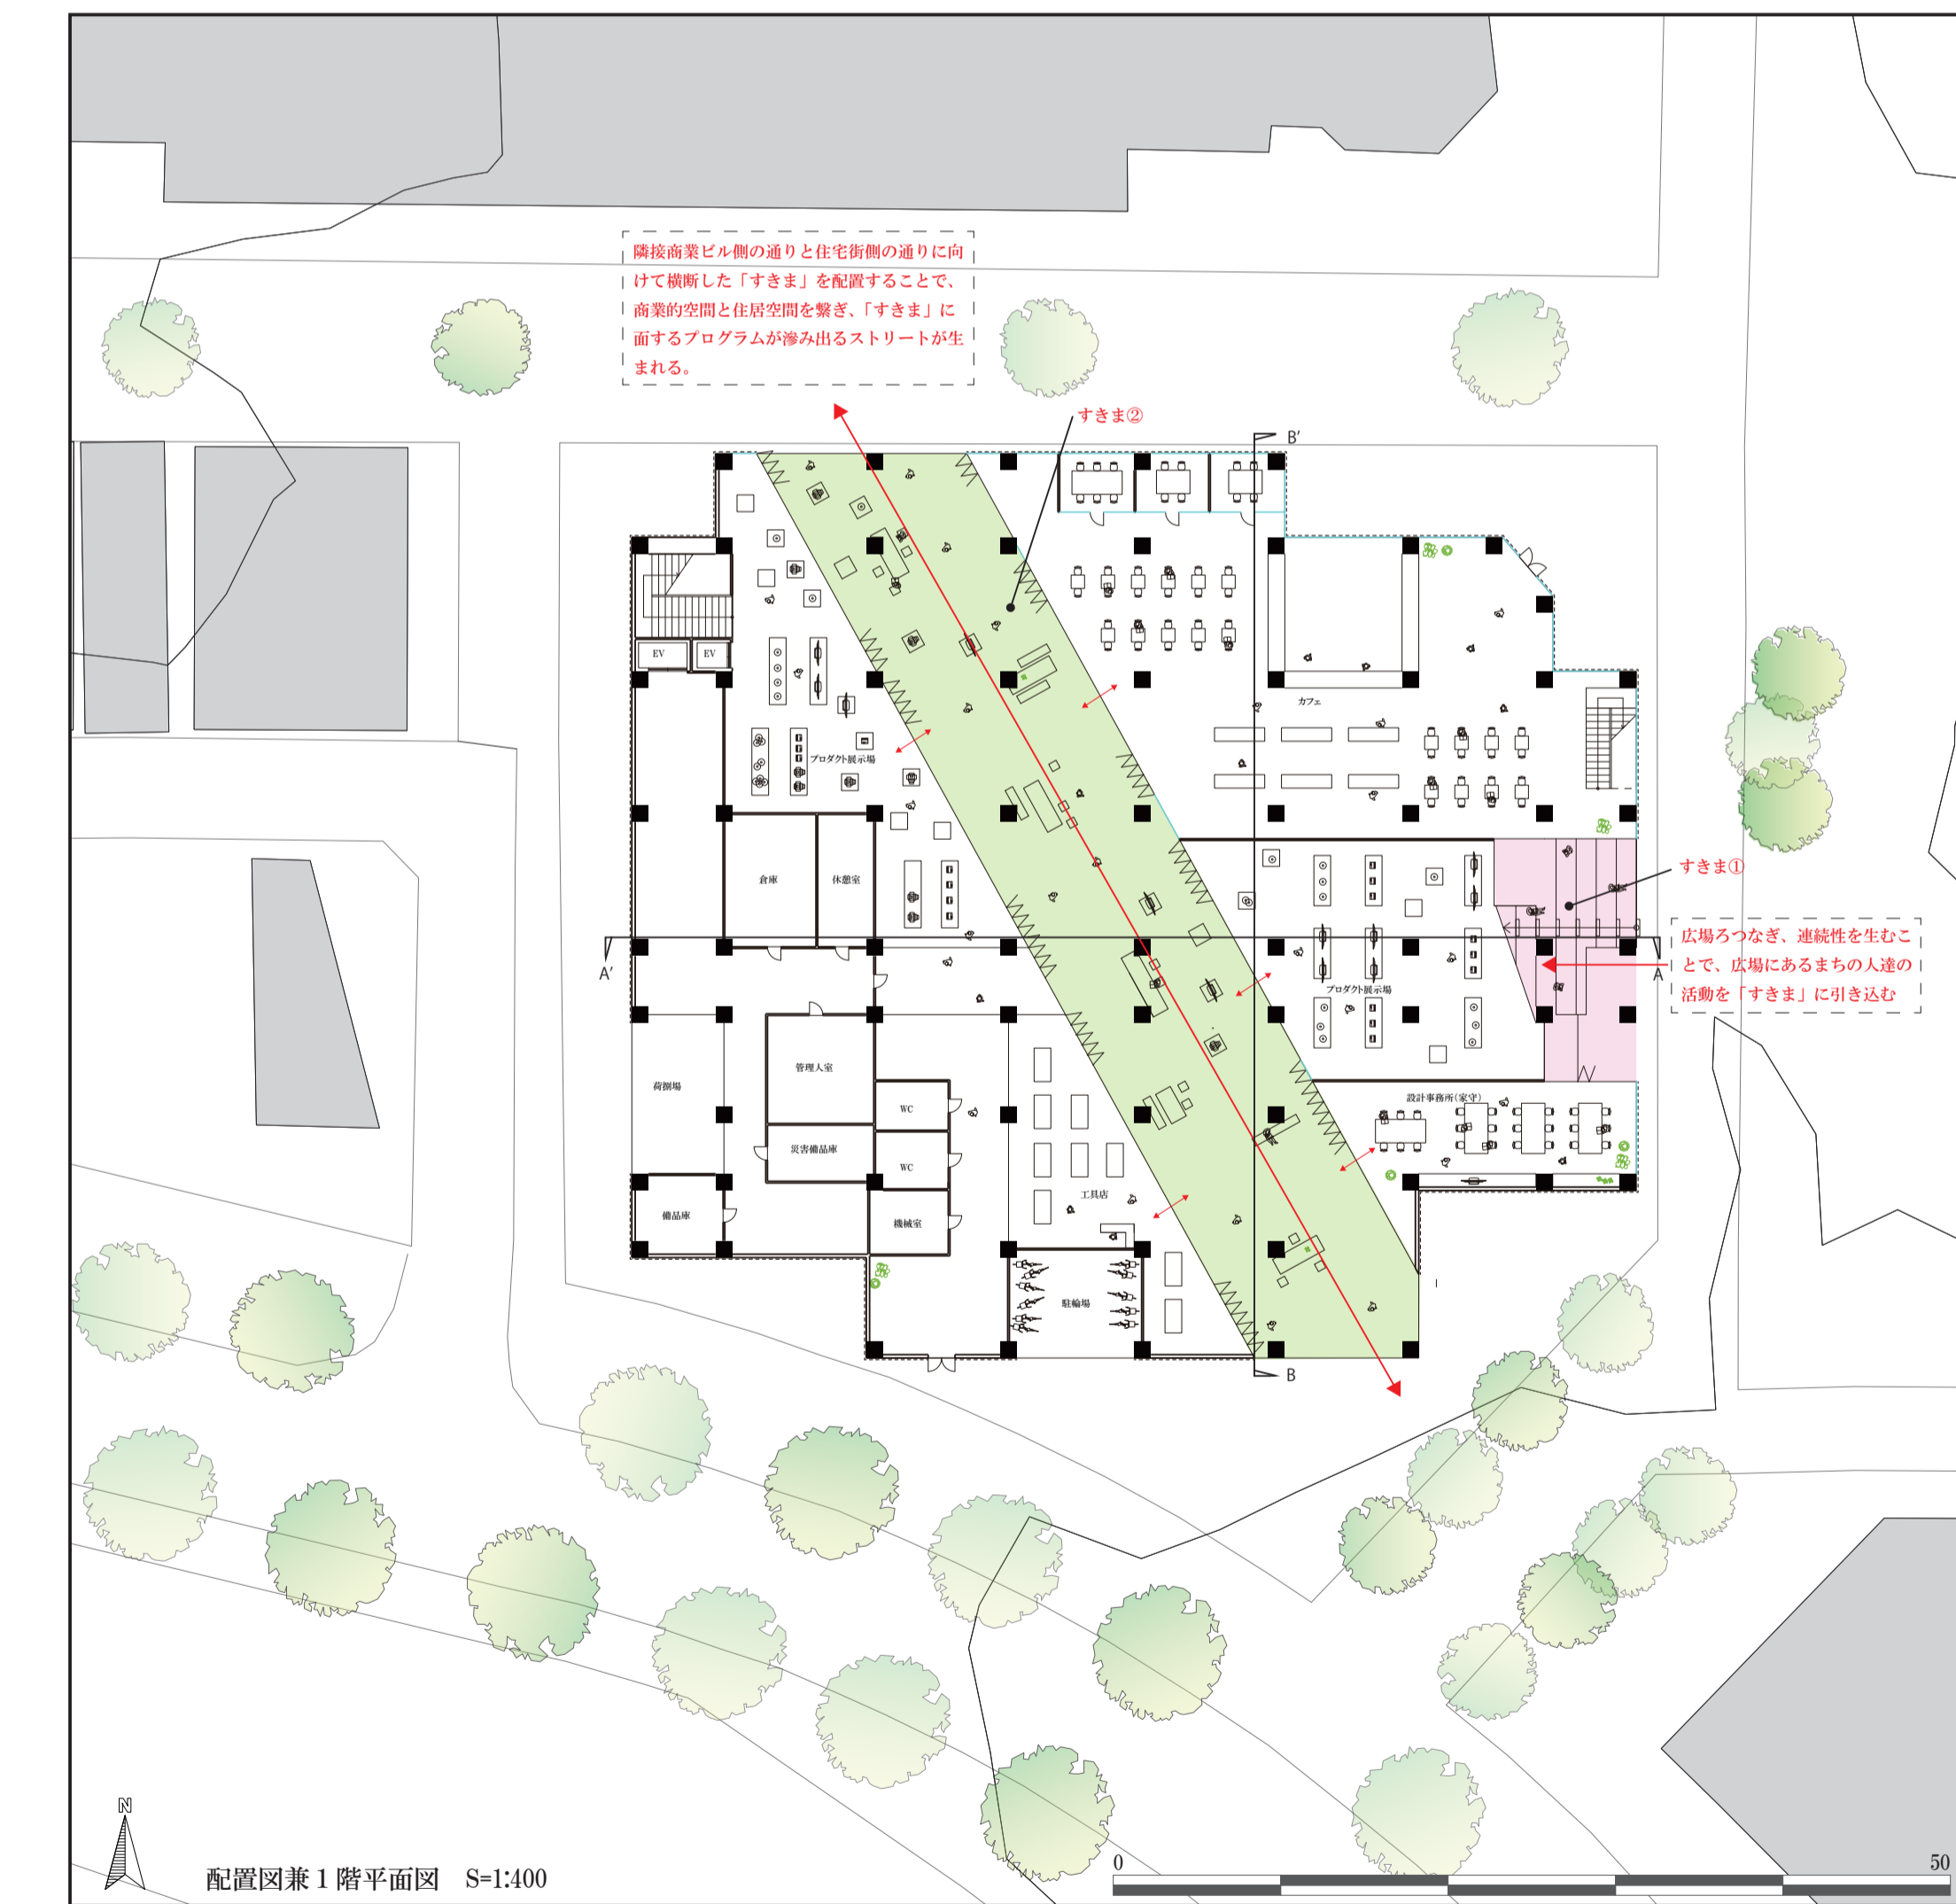 隣接商業ビル側の通りと住宅街側の通りに向
けて横断した「すきま」を配置することで、
商業的空間と住居空間を繋ぎ、「すきま」に
面するプログラムが滲み出るストリートが生
まれる。
すきま②
B'
EV
EV
カフェ
プロダクト展示場
倉庫
休憩室
すきま①
広場ろつなぎ、連続性を生むこ
とで、広場にあるまちの人達の
活動を「すきま」に引き込む
A'
A
プロダクト展示場
管理人室
荷捌場
WC
設計事務所(家守)
災害備品庫
WC
工具店
備品庫
機械室
駐輪場
B
N
配置図兼1階平面図 S=1:400
0
50